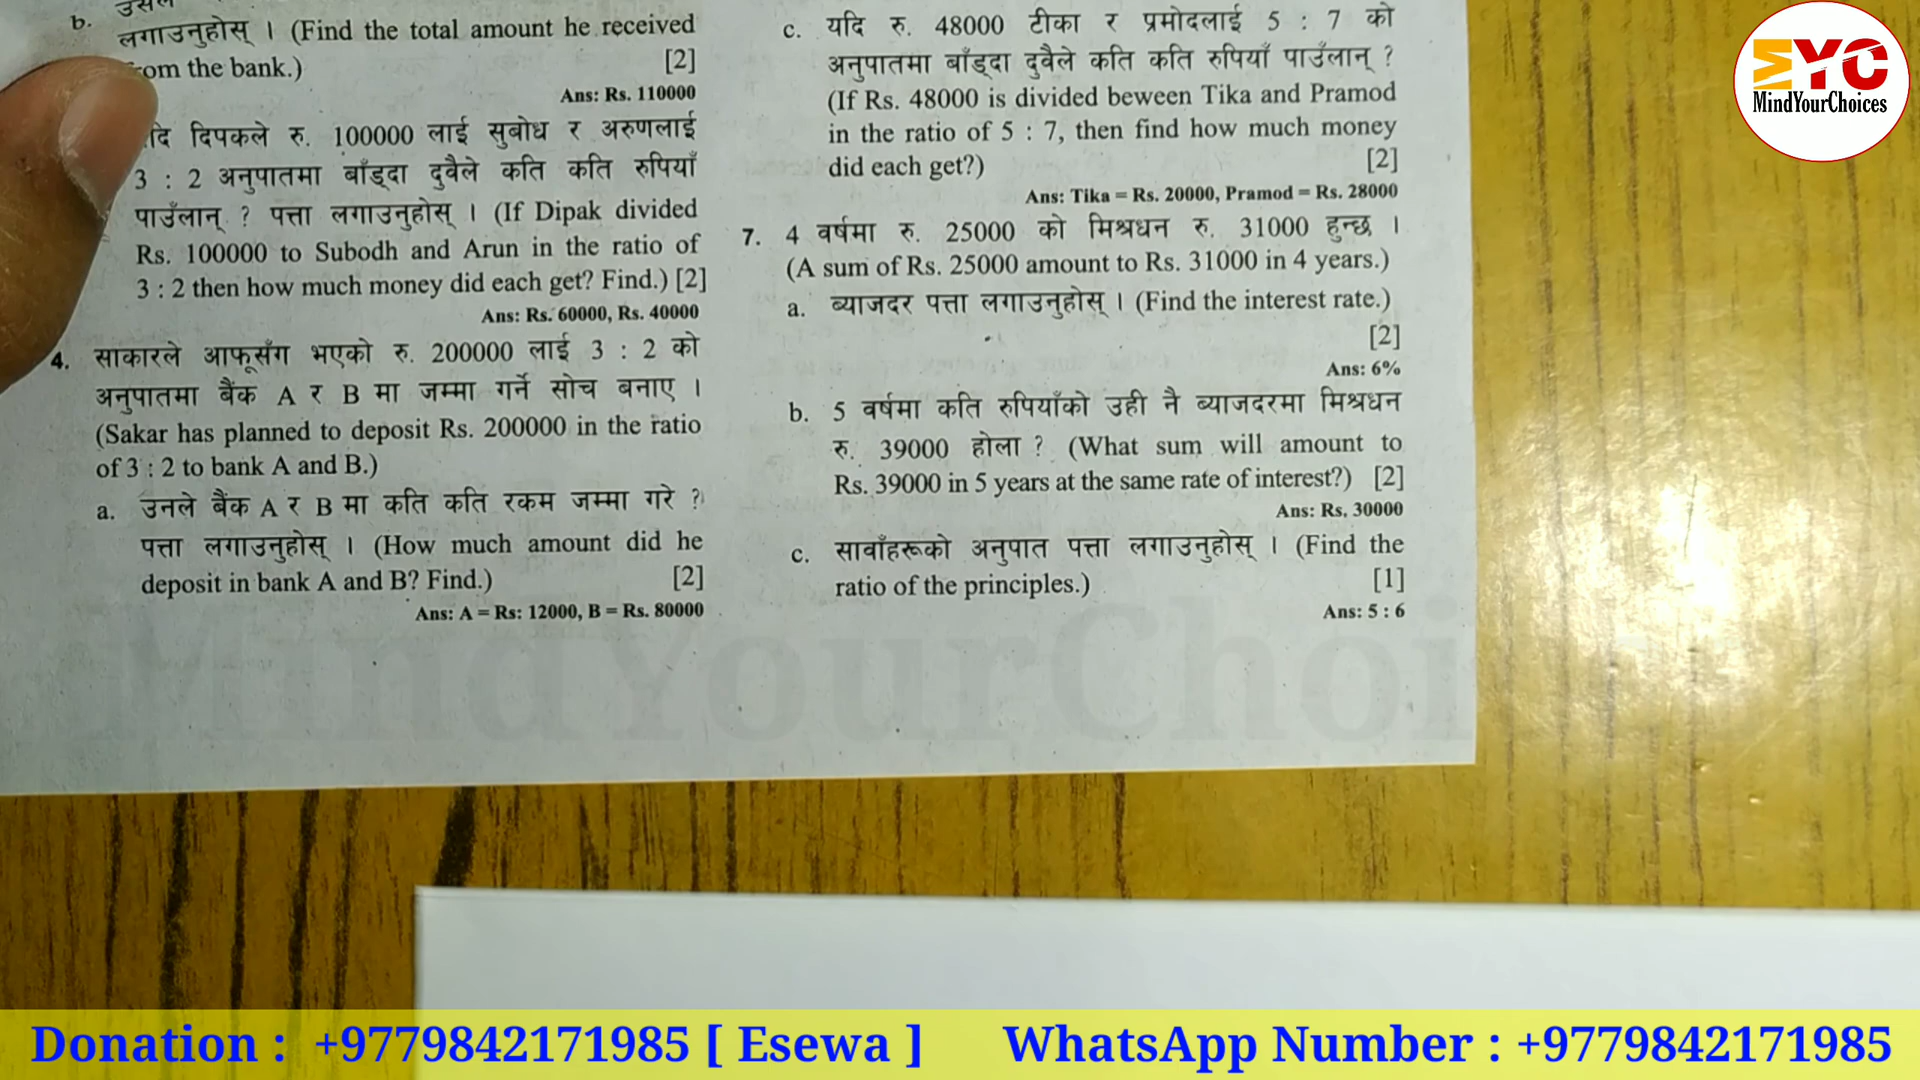 b. उसले
लगाउनुहोस् । (Find the total amount he received
from the bank.) [2]
Ans: Rs. 110000
दि दिपकले रु. 100000 लाई सुबोध र अरुणलाई
3 : 2 अनुपातमा बाँड्दा दुवैले कति कति रुपियाँ
पाउँलान् ? पत्ता लगाउनुहोस् । (If Dipak divided
Rs. 100000 to Subodh and Arun in the ratio of
3 : 2 then how much money did each get? Find.) [2]
Ans: Rs. 60000, Rs. 40000
4. साकारले आफूसँग भएको रु. 200000 लाई 3 : 2 को
अनुपातमा बैंक A र B मा जम्मा गर्ने सोच बनाए ।
(Sakar has planned to deposit Rs. 200000 in the ratio
of 3 : 2 to bank A and B.)
a. उनले बैंक A र B मा कति कति रकम जम्मा गरे ?
पत्ता लगाउनुहोस् । (How much amount did he
deposit in bank A and B? Find.) [2]
Ans: A = Rs: 12000, B = Rs. 80000
c. यदि रु. 48000 टीका र प्रमोदलाई 5 : 7 को
अनुपातमा बाँड्दा दुवैले कति कति रुपियाँ पाउँलान् ?
(If Rs. 48000 is divided beween Tika and Pramod
in the ratio of 5 : 7, then find how much money
did each get?) [2]
Ans: Tika = Rs. 20000, Pramod = Rs. 28000
7. 4 वर्षमा रु. 25000 को मिश्रधन रु. 31000 हुन्छ ।
(A sum of Rs. 25000 amount to Rs. 31000 in 4 years.)
a. ब्याजदर पत्ता लगाउनुहोस् । (Find the interest rate.)
[2]
Ans: 6%
b. 5 वर्षमा कति रुपियाँको उही नै ब्याजदरमा मिश्रधन
रु. 39000 होला ? (What sum will amount to
Rs. 39000 in 5 years at the same rate of interest?) [2]
Ans: Rs. 30000
c. सावाँहरूको अनुपात पत्ता लगाउनुहोस् । (Find the
ratio of the principles.) [1]
Ans: 5 : 6
MYC
MindYourChoices
MindYourChoices
Donation : +9779842171985 [ Esewa ] WhatsApp Number : +9779842171985